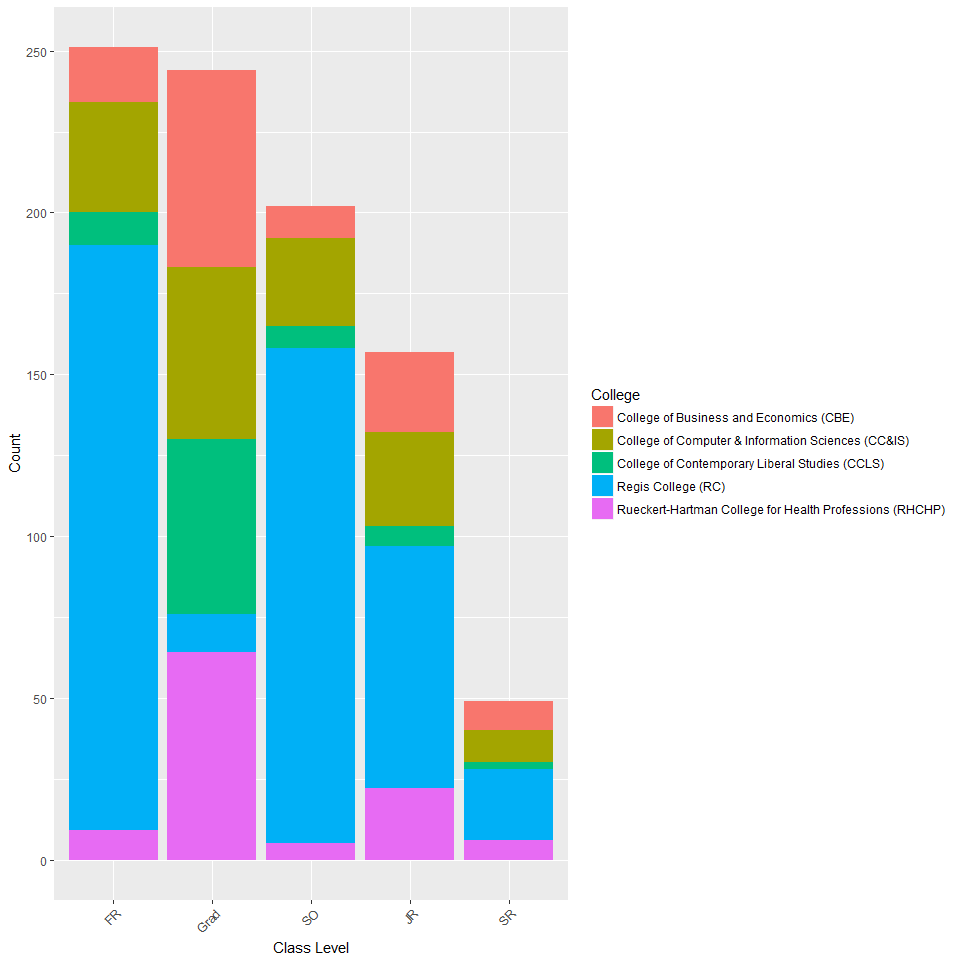 250
200
150
100
50
0
Count
FR
Grad
SO
JR
SR
Class Level
College
College of Business and Economics (CBE)
College of Computer & Information Sciences (CC&IS)
College of Contemporary Liberal Studies (CCLS)
Regis College (RC)
Rueckert-Hartman College for Health Professions (RHCHP)